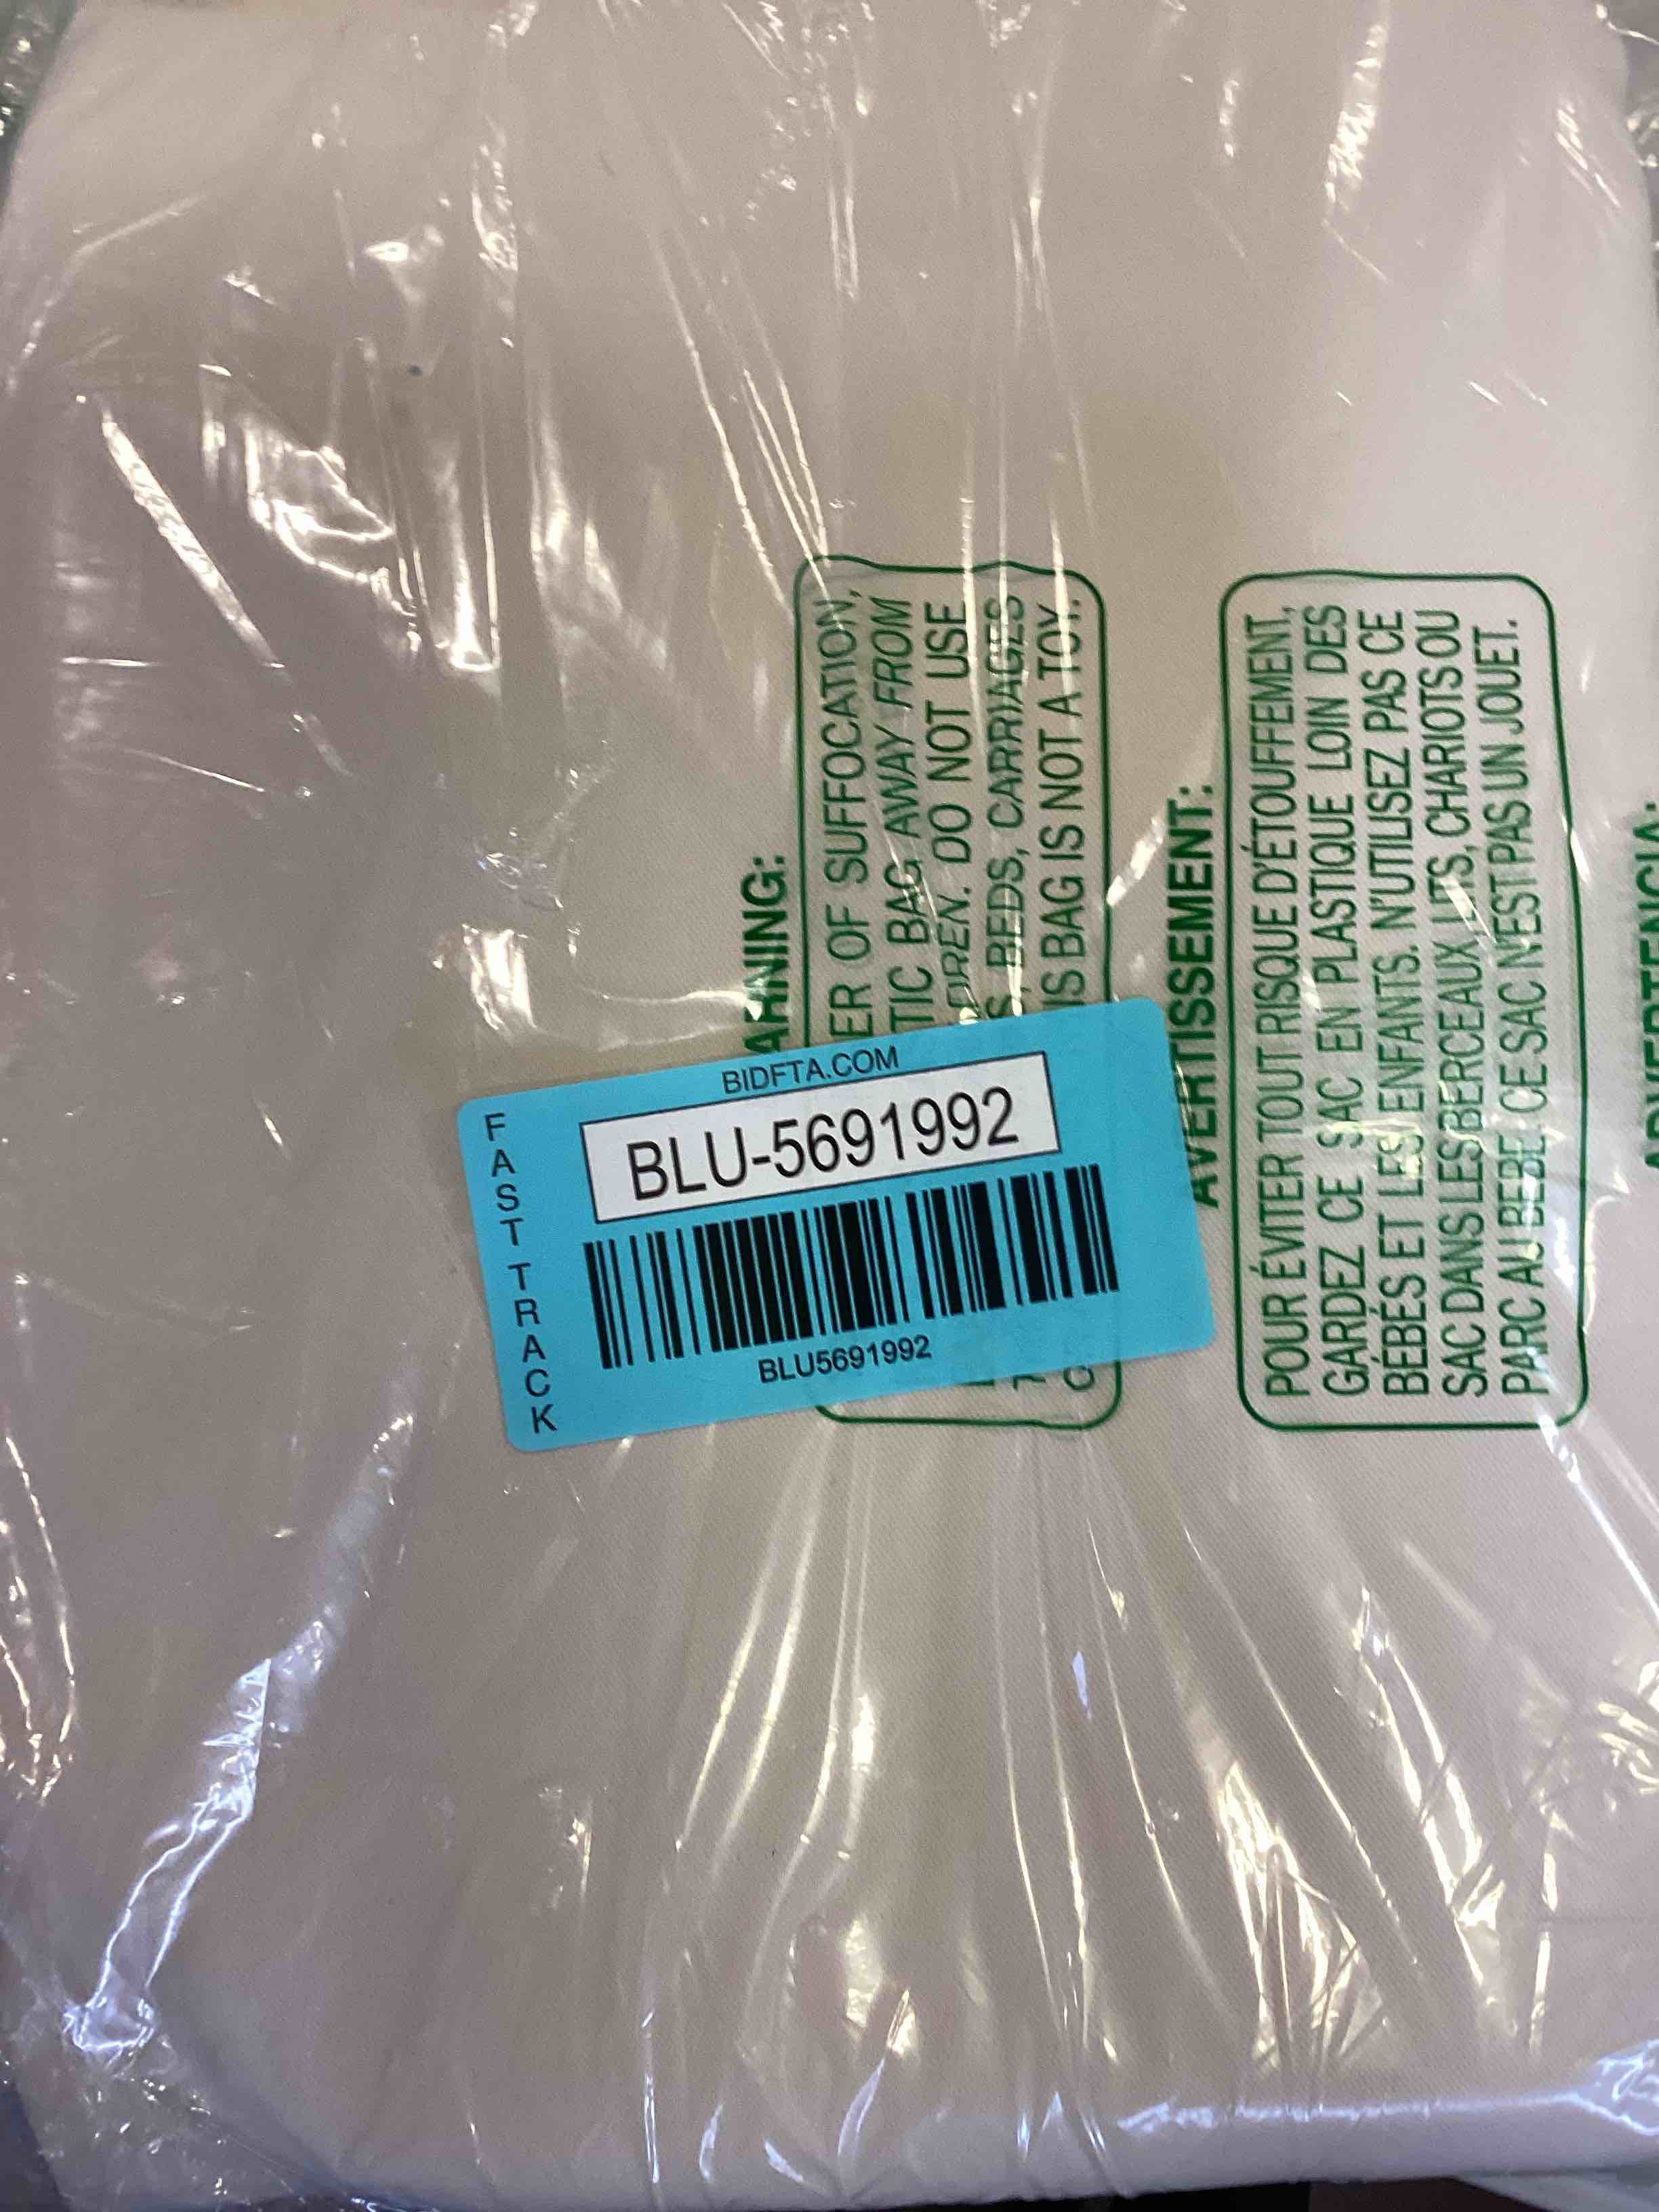 BIDFTA.COM
FAST TRACK
BLU-5691992
BLU5691992
ARNING:
ER OF SUFFOCATION,
TIC BAG AWAY FROM
DREN. DO NOT USE
S, BEDS, CARRIAGES
IS BAG IS NOT A TOY.
AVERTISSEMENT:
POUR ÉVITER TOUT RISQUE D'ÉTOUFFEMENT,
GARDEZ CE SAC EN PLASTIQUE LOIN DES
BÉBÉS ET LES ENFANTS. N'UTILISEZ PAS CE
SAC DANS LES BERCEAUX, LITS, CHARIOTS OU
PARC AU BEBE. CE SAC N'EST PAS UN JOUET.